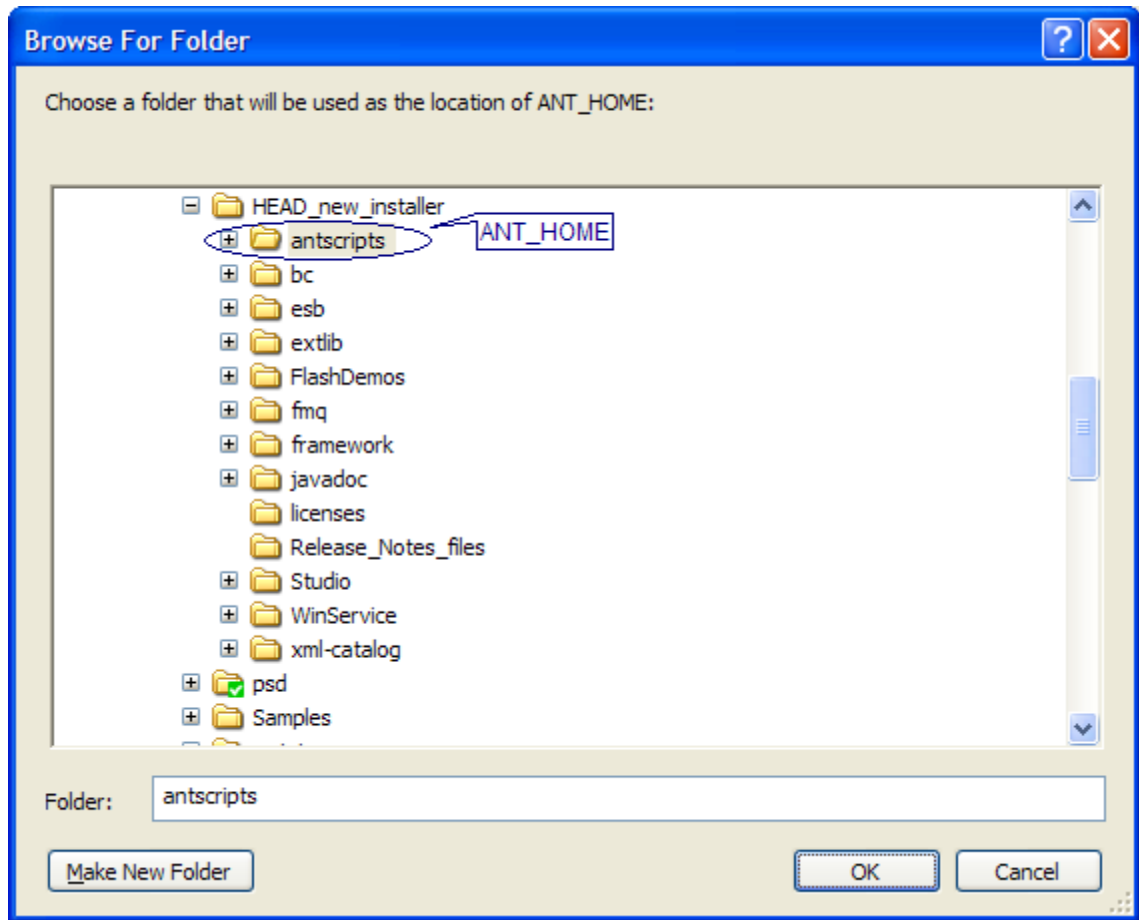 Browse For Folder
Choose a folder that will be used as the location of ANT_HOME:
HEAD_new_installer
antscripts
ANT_HOME
bc
esb
extlib
FlashDemos
fmq
framework
javadoc
licenses
Release_Notes_files
Studio
WinService
xml-catalog
psd
Samples
Folder:
antscripts
Make New Folder
OK
Cancel